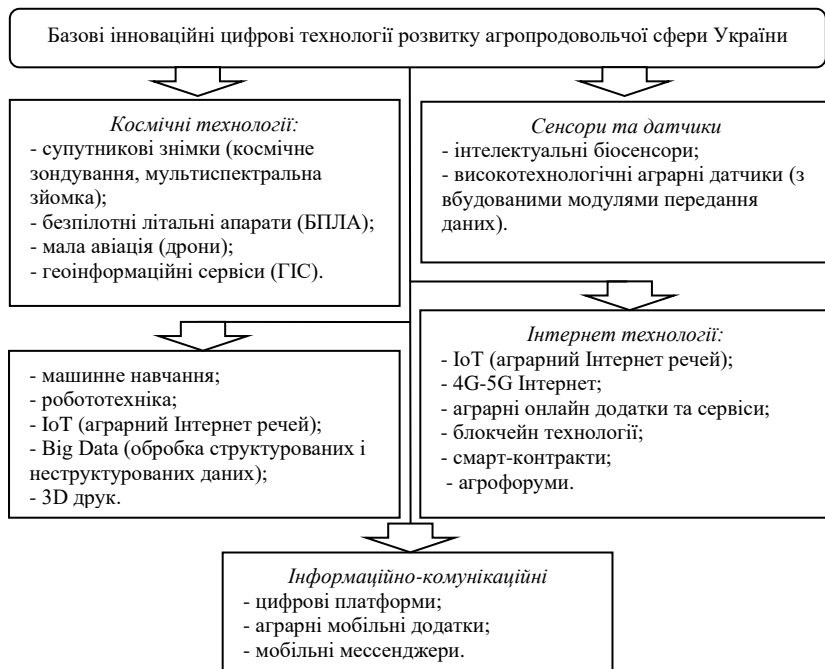 Базові інноваційні цифрові технології розвитку агропродовольчої сфери України
Космічні технології:
- супутникові знімки (космічне
зондування, мультиспектральна
зйомка);
- безпілотні літальні апарати (БПЛА);
- мала авіація (дрони);
- геоінформаційні сервіси (ГІС).
Сенсори та датчики
- інтелектуальні біосенсори;
- високотехнологічні аграрні датчики (з
вбудованими модулями передання
даних).
- машинне навчання;
- робототехніка;
- IoT (аграрний Інтернет речей);
- Big Data (обробка структурованих і
неструктурованих даних);
- 3D друк.
Інтернет технології:
- IoT (аграрний Інтернет речей);
- 4G-5G Інтернет;
- аграрні онлайн додатки та сервіси;
- блокчейн технології;
- смарт-контракти;
- агрофоруми.
Інформаційно-комунікаційні
- цифрові платформи;
- аграрні мобільні додатки;
- мобільні мессенджери.